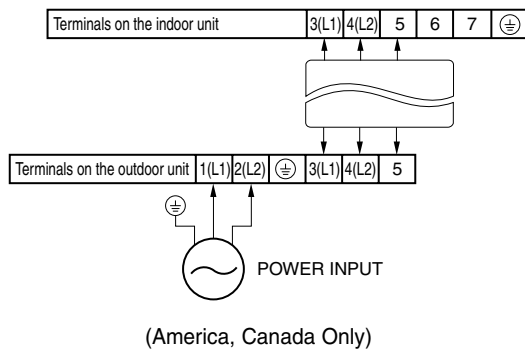 Terminals on the indoor unit 3(L1) 4(L2) 5 6 7
Terminals on the outdoor unit 1(L1) 2(L2) 3(L1) 4(L2) 5
POWER INPUT
(America, Canada Only)